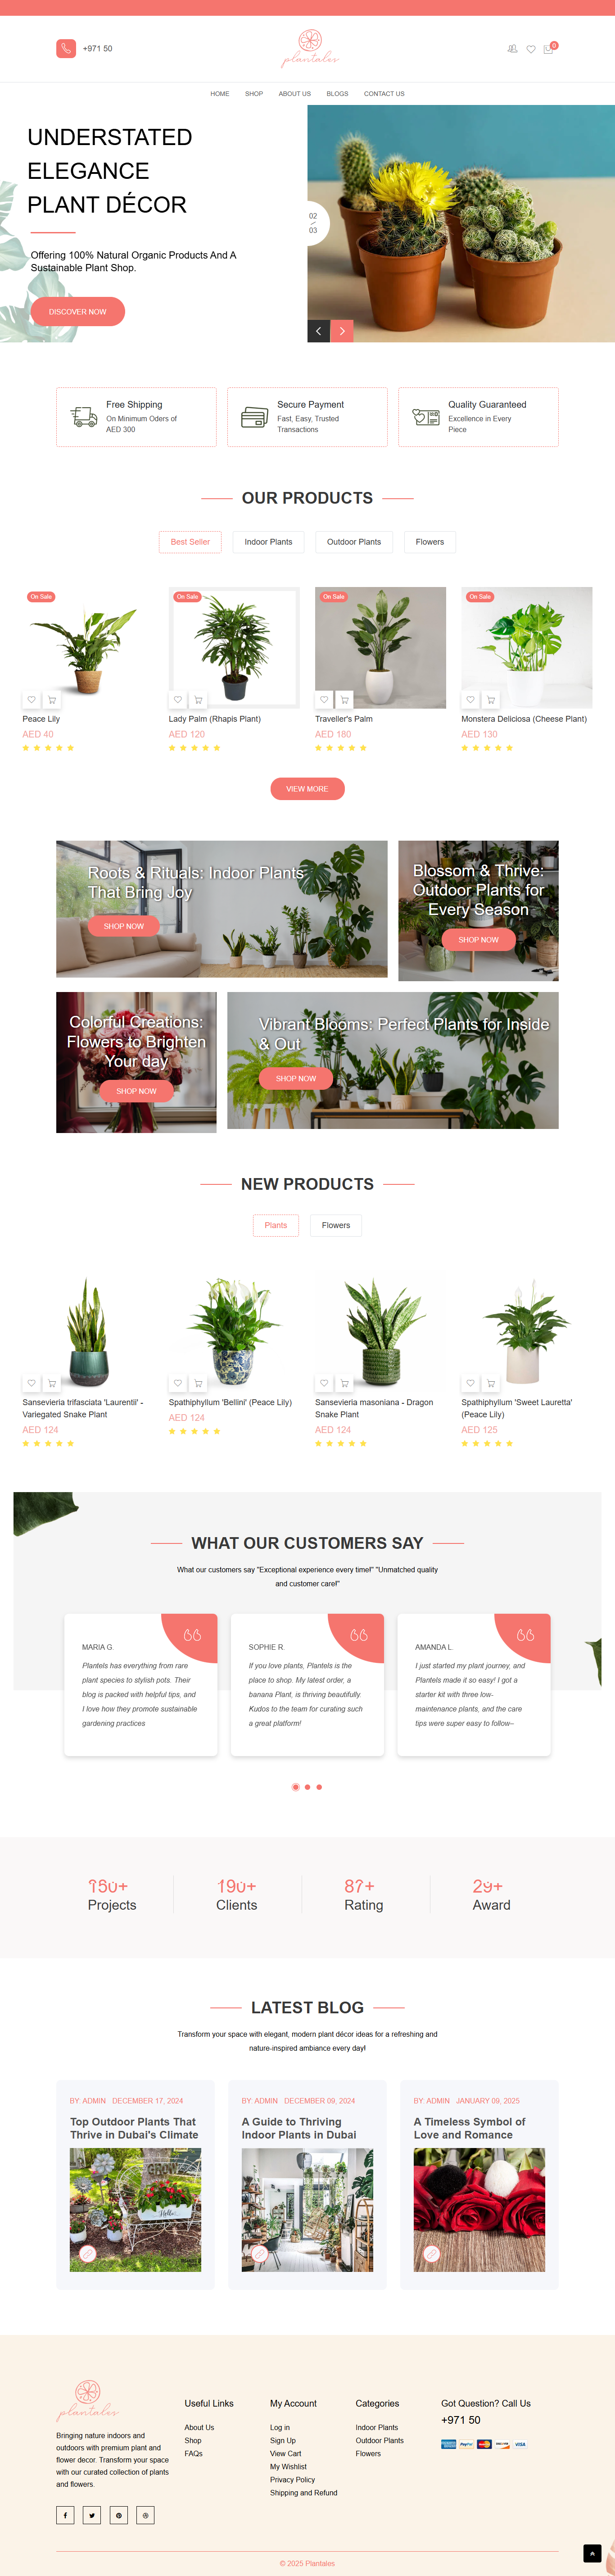 +971 50
plantales
0
HOME SHOP ABOUT US BLOGS CONTACT US
UNDERSTATED
ELEGANCE
PLANT DÉCOR
Offering 100% Natural Organic Products And A
Sustainable Plant Shop.
DISCOVER NOW
02
03
Free Shipping
On Minimum Oders of
AED 300
Secure Payment
Fast, Easy, Trusted
Transactions
Quality Guaranteed
Excellence in Every
Piece
OUR PRODUCTS
Best Seller Indoor Plants Outdoor Plants Flowers
On Sale
Peace Lily
AED 40
On Sale
Lady Palm (Rhapis Plant)
AED 120
On Sale
Traveller's Palm
AED 180
On Sale
Monstera Deliciosa (Cheese Plant)
AED 130
VIEW MORE
Roots & Rituals: Indoor Plants
That Bring Joy
SHOP NOW
Blossom & Thrive:
Outdoor Plants for
Every Season
SHOP NOW
Colorful Creations:
Flowers to Brighten
Your day
SHOP NOW
Vibrant Blooms: Perfect Plants for Inside
& Out
SHOP NOW
NEW PRODUCTS
Plants Flowers
Sansevieria trifasciata 'Laurentii' -
Variegated Snake Plant
AED 124
Spathiphyllum 'Bellini' (Peace Lily)
AED 124
Sansevieria masoniana - Dragon
Snake Plant
AED 124
Spathiphyllum 'Sweet Lauretta'
(Peace Lily)
AED 125
WHAT OUR CUSTOMERS SAY
What our customers say "Exceptional experience every time!" "Unmatched quality
and customer care!"
MARIA G.
Plantels has everything from rare
plant species to stylish pots. Their
blog is packed with helpful tips, and
I love how they promote sustainable
gardening practices
SOPHIE R.
If you love plants, Plantels is the
place to shop. My latest order, a
banana Plant, is thriving beautifully.
Kudos to the team for curating such
a great platform!
AMANDA L.
I just started my plant journey, and
Plantels made it so easy! I got a
starter kit with three low-
maintenance plants, and the care
tips were super easy to follow–
Projects
Clients
Rating
Award
LATEST BLOG
Transform your space with elegant, modern plant décor ideas for a refreshing and
nature-inspired ambiance every day!
BY: ADMIN DECEMBER 17, 2024
Top Outdoor Plants That
Thrive in Dubai's Climate
Hello
BY: ADMIN DECEMBER 09, 2024
A Guide to Thriving
Indoor Plants in Dubai
BY: ADMIN JANUARY 09, 2025
A Timeless Symbol of
Love and Romance
plantales
Bringing nature indoors and
outdoors with premium plant and
flower decor. Transform your space
with our curated collection of plants
and flowers.
Useful Links
About Us
Shop
FAQs
My Account
Log in
Sign Up
View Cart
My Wishlist
Privacy Policy
Shipping and Refund
Categories
Indoor Plants
Outdoor Plants
Flowers
Got Question? Call Us
+971 50
PayPal
VISA
© 2025 Plantales